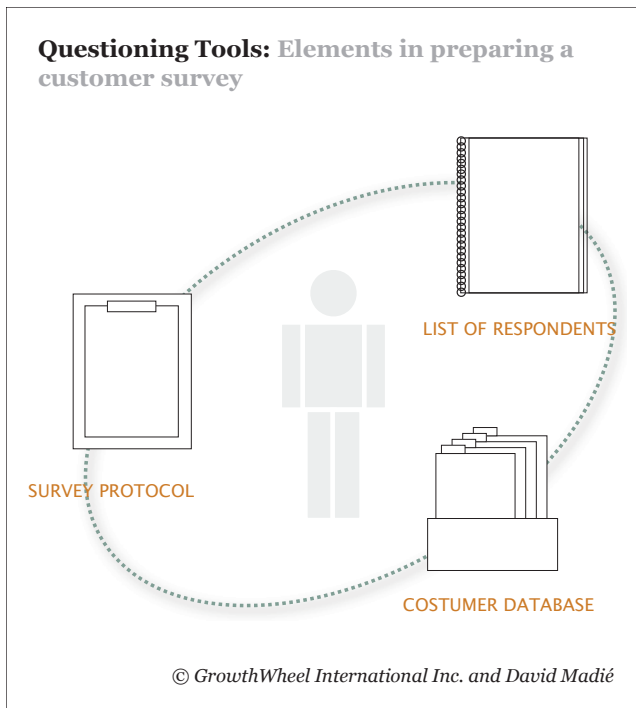 Questioning Tools: Elements in preparing a
customer survey
LIST OF RESPONDENTS
SURVEY PROTOCOL
COSTUMER DATABASE
© GrowthWheel International Inc. and David Madié